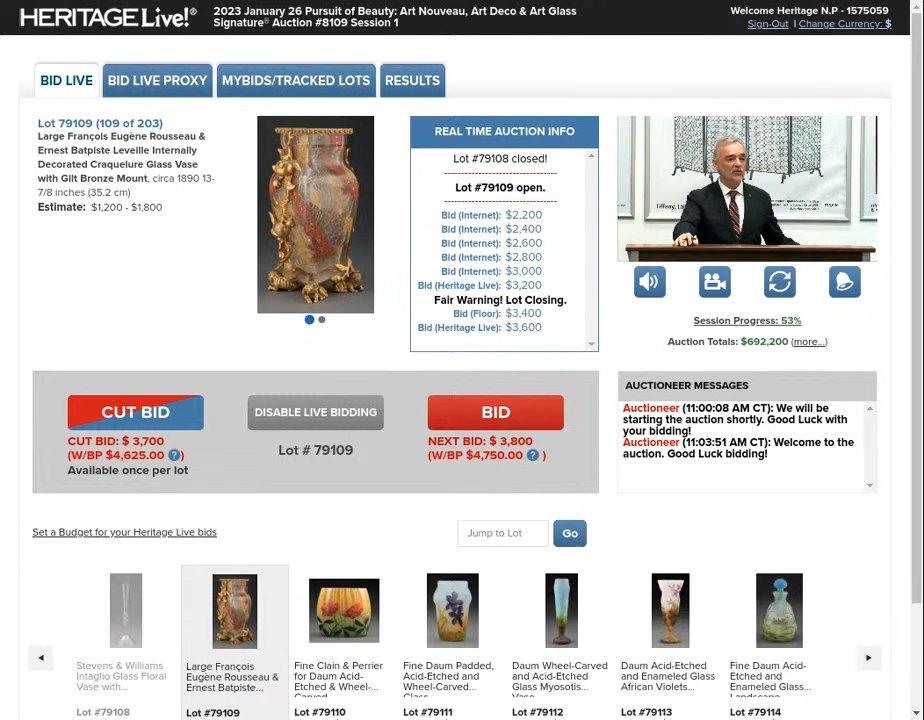 HERITAGE Live!®
2023 January 26 Pursuit of Beauty: Art Nouveau, Art Deco & Art Glass
Signature® Auction #8109 Session 1
Welcome Heritage N.P - 1575059
Sign-Out | Change Currency: $
BID LIVE
BID LIVE PROXY
MYBIDS/TRACKED LOTS
RESULTS
Lot 79109 (109 of 203)
Large François Eugène Rousseau &
Ernest Batpiste Leveille Internally
Decorated Craquelure Glass Vase
with Gilt Bronze Mount, circa 1890 13-
7/8 inches (35.2 cm)
Estimate: $1,200 - $1,800
REAL TIME AUCTION INFO
Lot #79108 closed!
Lot #79109 open.
Bid (Internet): $2,200
Bid (Internet): $2,400
Bid (Internet): $2,600
Bid (Internet): $2,800
Bid (Internet): $3,000
Bid (Heritage Live): $3,200
Fair Warning! Lot Closing.
Bid (Floor): $3,400
Bid (Heritage Live): $3,600
Session Progress: 53%
Auction Totals: $692,200 (more...)
CUT BID
CUT BID: $ 3,700
(W/BP $4,625.00 ? )
Available once per lot
DISABLE LIVE BIDDING
Lot # 79109
BID
NEXT BID: $ 3,800
(W/BP $4,750.00 ? )
AUCTIONEER MESSAGES
Auctioneer (11:00:08 AM CT): We will be
starting the auction shortly. Good Luck with
your bidding!
Auctioneer (11:03:51 AM CT): Welcome to the
auction. Good Luck bidding!
Set a Budget for your Heritage Live bids
Jump to Lot
Go
Stevens & Williams
Intaglio Glass Floral
Vase with...
Lot #79108
Large François
Eugène Rousseau &
Ernest Batpiste...
Lot #79109
Fine Clain & Perrier
for Daum Acid-
Etched & Wheel-
Carved...
Lot #79110
Fine Daum Padded,
Acid-Etched and
Wheel-Carved...
Glass...
Lot #79111
Daum Wheel-Carved
and Acid-Etched
Glass Myosotis...
Vase...
Lot #79112
Daum Acid-Etched
and Enameled Glass
African Violets...
Lot #79113
Fine Daum Acid-
Etched and
Enameled Glass...
Landscape...
Lot #79114